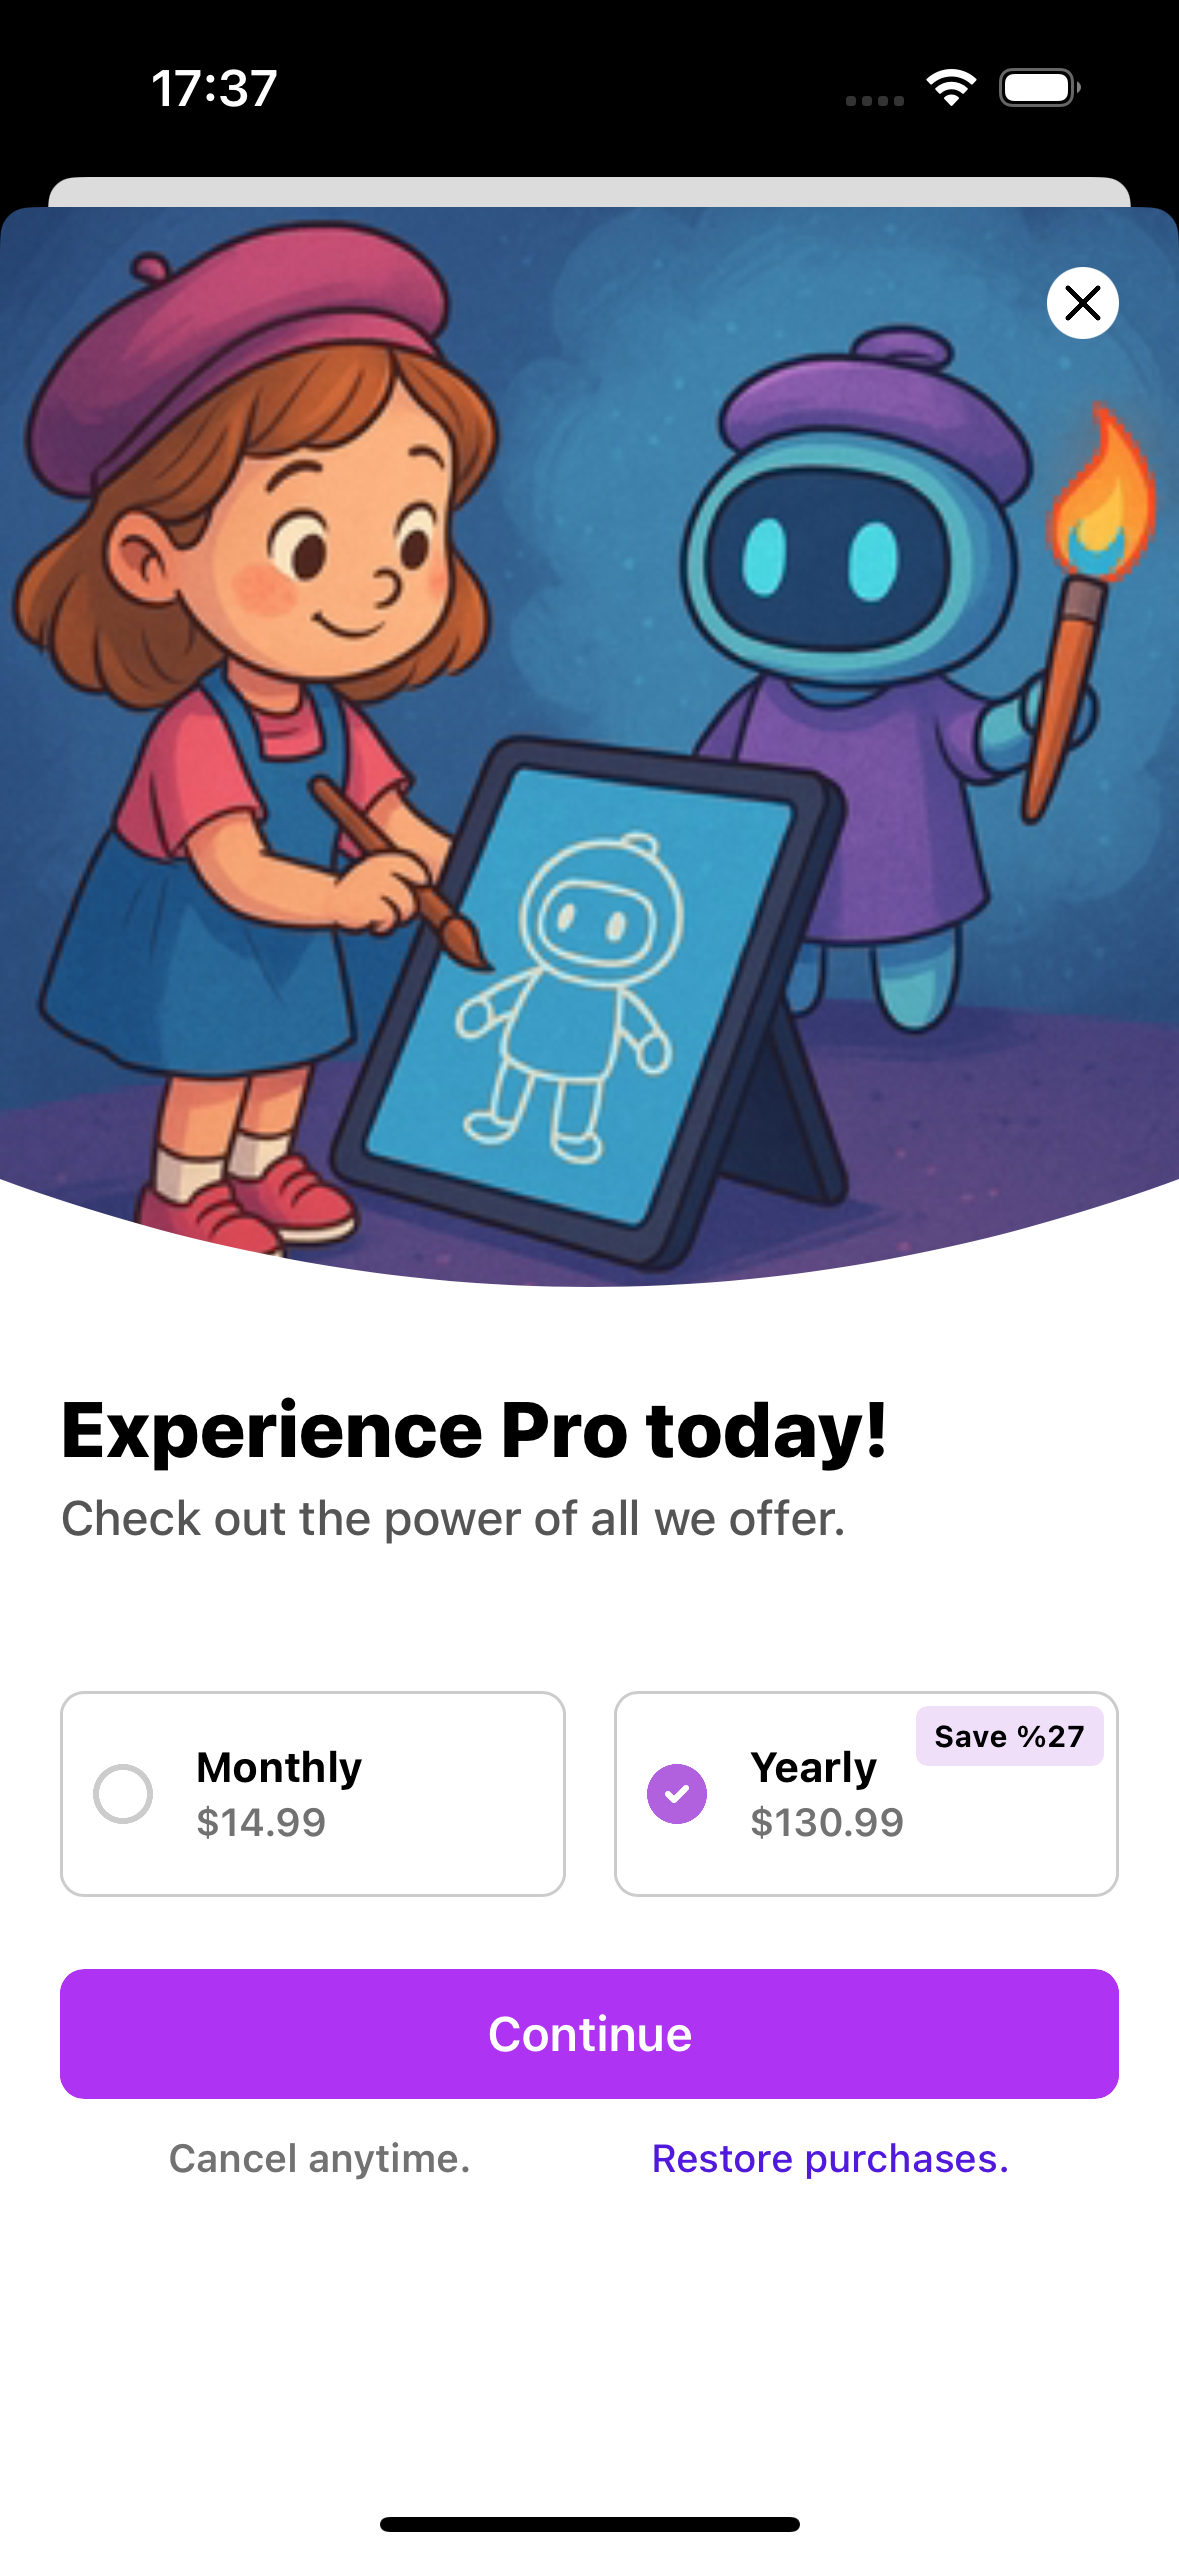 17:37
Experience Pro today!
Check out the power of all we offer.
Monthly
$14.99
Save %27
Yearly
$130.99
Continue
Cancel anytime.
Restore purchases.